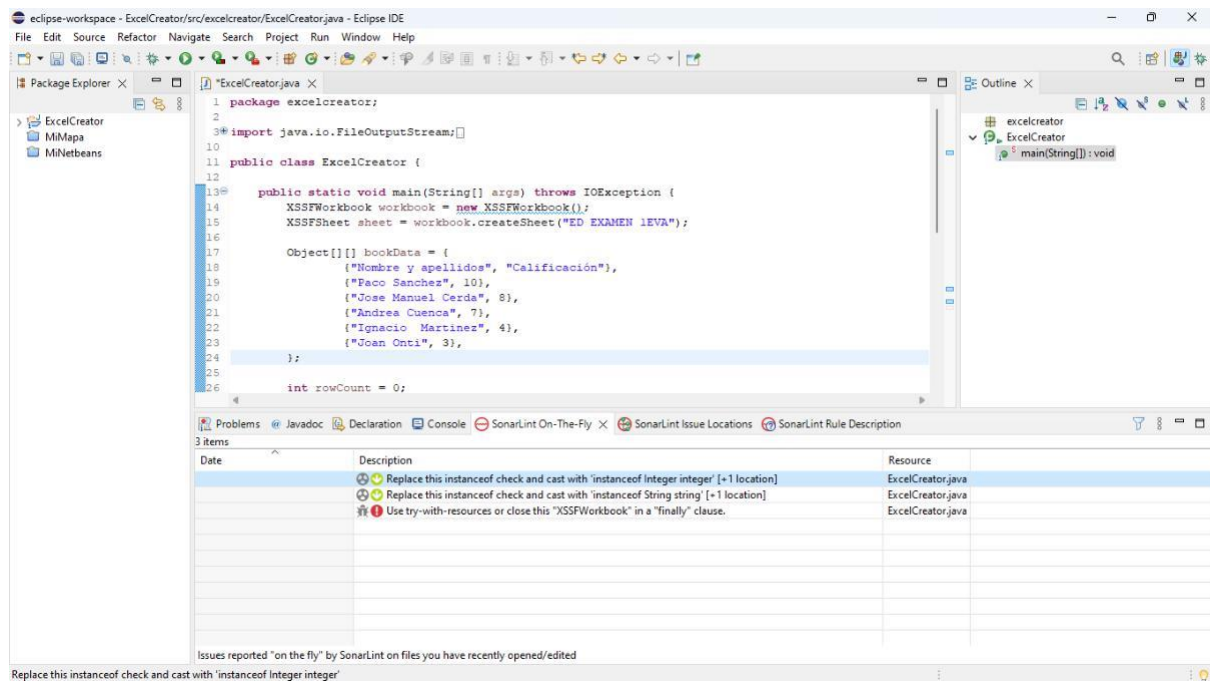 eclipse-workspace - ExcelCreator/src/excelcreator/ExcelCreator.java - Eclipse IDE
File Edit Source Refactor Navigate Search Project Run Window Help
Package Explorer
ExcelCreator
MiMapa
MiNetbeans
*ExcelCreator.java
1 package excelcreator;
2
3 import java.io.FileOutputStream;
10
11 public class ExcelCreator {
12
13 public static void main(String[] args) throws IOException {
14 XSSFWorkbook workbook = new XSSFWorkbook();
15 XSSFSheet sheet = workbook.createSheet("ED EXAMEN 1EVA");
16
17 Object[][] bookData = {
18 {"Nombre y apellidos", "Calificación"},
19 {"Paco Sanchez", 10},
20 {"Jose Manuel Cerda", 8},
21 {"Andrea Cuenca", 7},
22 {"Ignacio  Martinez", 4},
23 {"Joan Onti", 3},
24 };
25
26 int rowCount = 0;
Outline
excelcreator
ExcelCreator
main(String[]) : void
Problems @ Javadoc Declaration Console SonarLint On-The-Fly SonarLint Issue Locations SonarLint Rule Description
3 items
Date Description Resource
Replace this instanceof check and cast with 'instanceof Integer integer' [+1 location] ExcelCreator.java
Replace this instanceof check and cast with 'instanceof String string' [+1 location] ExcelCreator.java
Use try-with-resources or close this "XSSFWorkbook" in a "finally" clause. ExcelCreator.java
Issues reported "on the fly" by SonarLint on files you have recently opened/edited
Replace this instanceof check and cast with 'instanceof Integer integer'